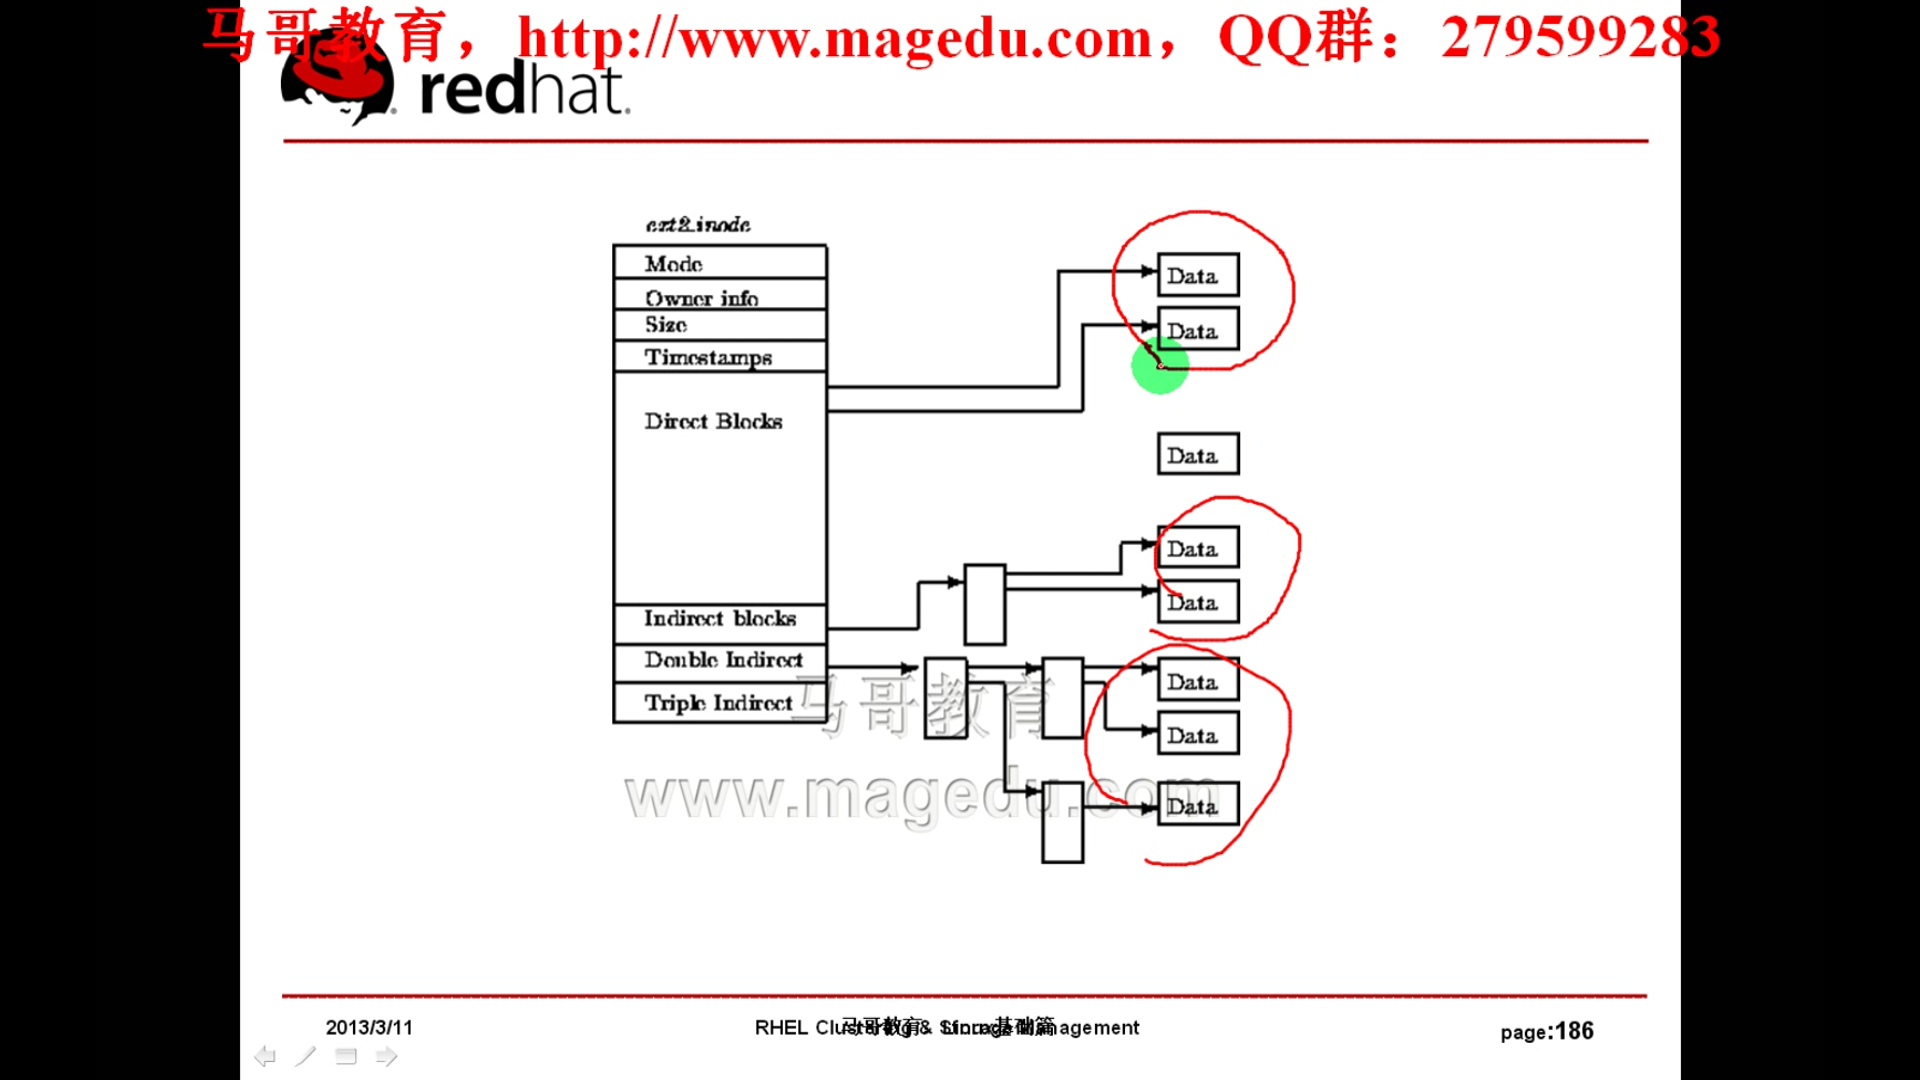 马哥教育，http://www.magedu.com，QQ群：279599283
redhat.
ext2_inode
Mode
Owner info
Size
Timestamps
Direct Blocks
Indirect blocks
Double Indirect
Triple Indirect
Data
Data
Data
Data
Data
Data
Data
Data
马哥教育
www.magedu.com
2013/3/11
RHEL Clustering & Storage Management
马哥教育 Linux基础篇
page:186